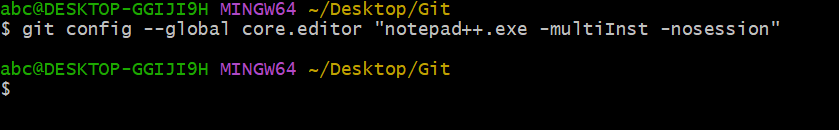 abc@DESKTOP-GGIJI9H MINGW64 ~/Desktop/Git
$ git config --global core.editor "notepad++.exe -multiInst -nosession"
abc@DESKTOP-GGIJI9H MINGW64 ~/Desktop/Git
$